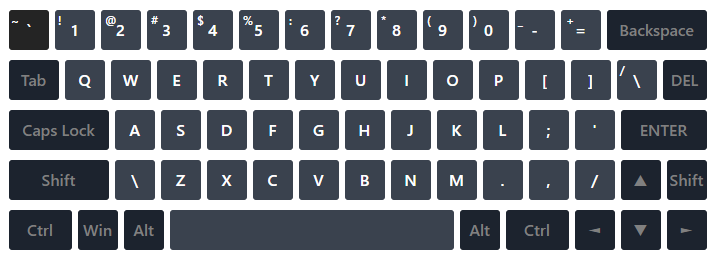 ~ ` ! 1 @ 2 # 3 $ 4 % 5 : 6 ? 7 * 8 ( 9 ) 0 _ - + = Backspace
Tab Q W E R T Y U I O P [ ] / \ DEL
Caps Lock A S D F G H J K L ; ' ENTER
Shift \ Z X C V B N M . , / ▲ Shift
Ctrl Win Alt Alt Ctrl ◄ ▼ ►